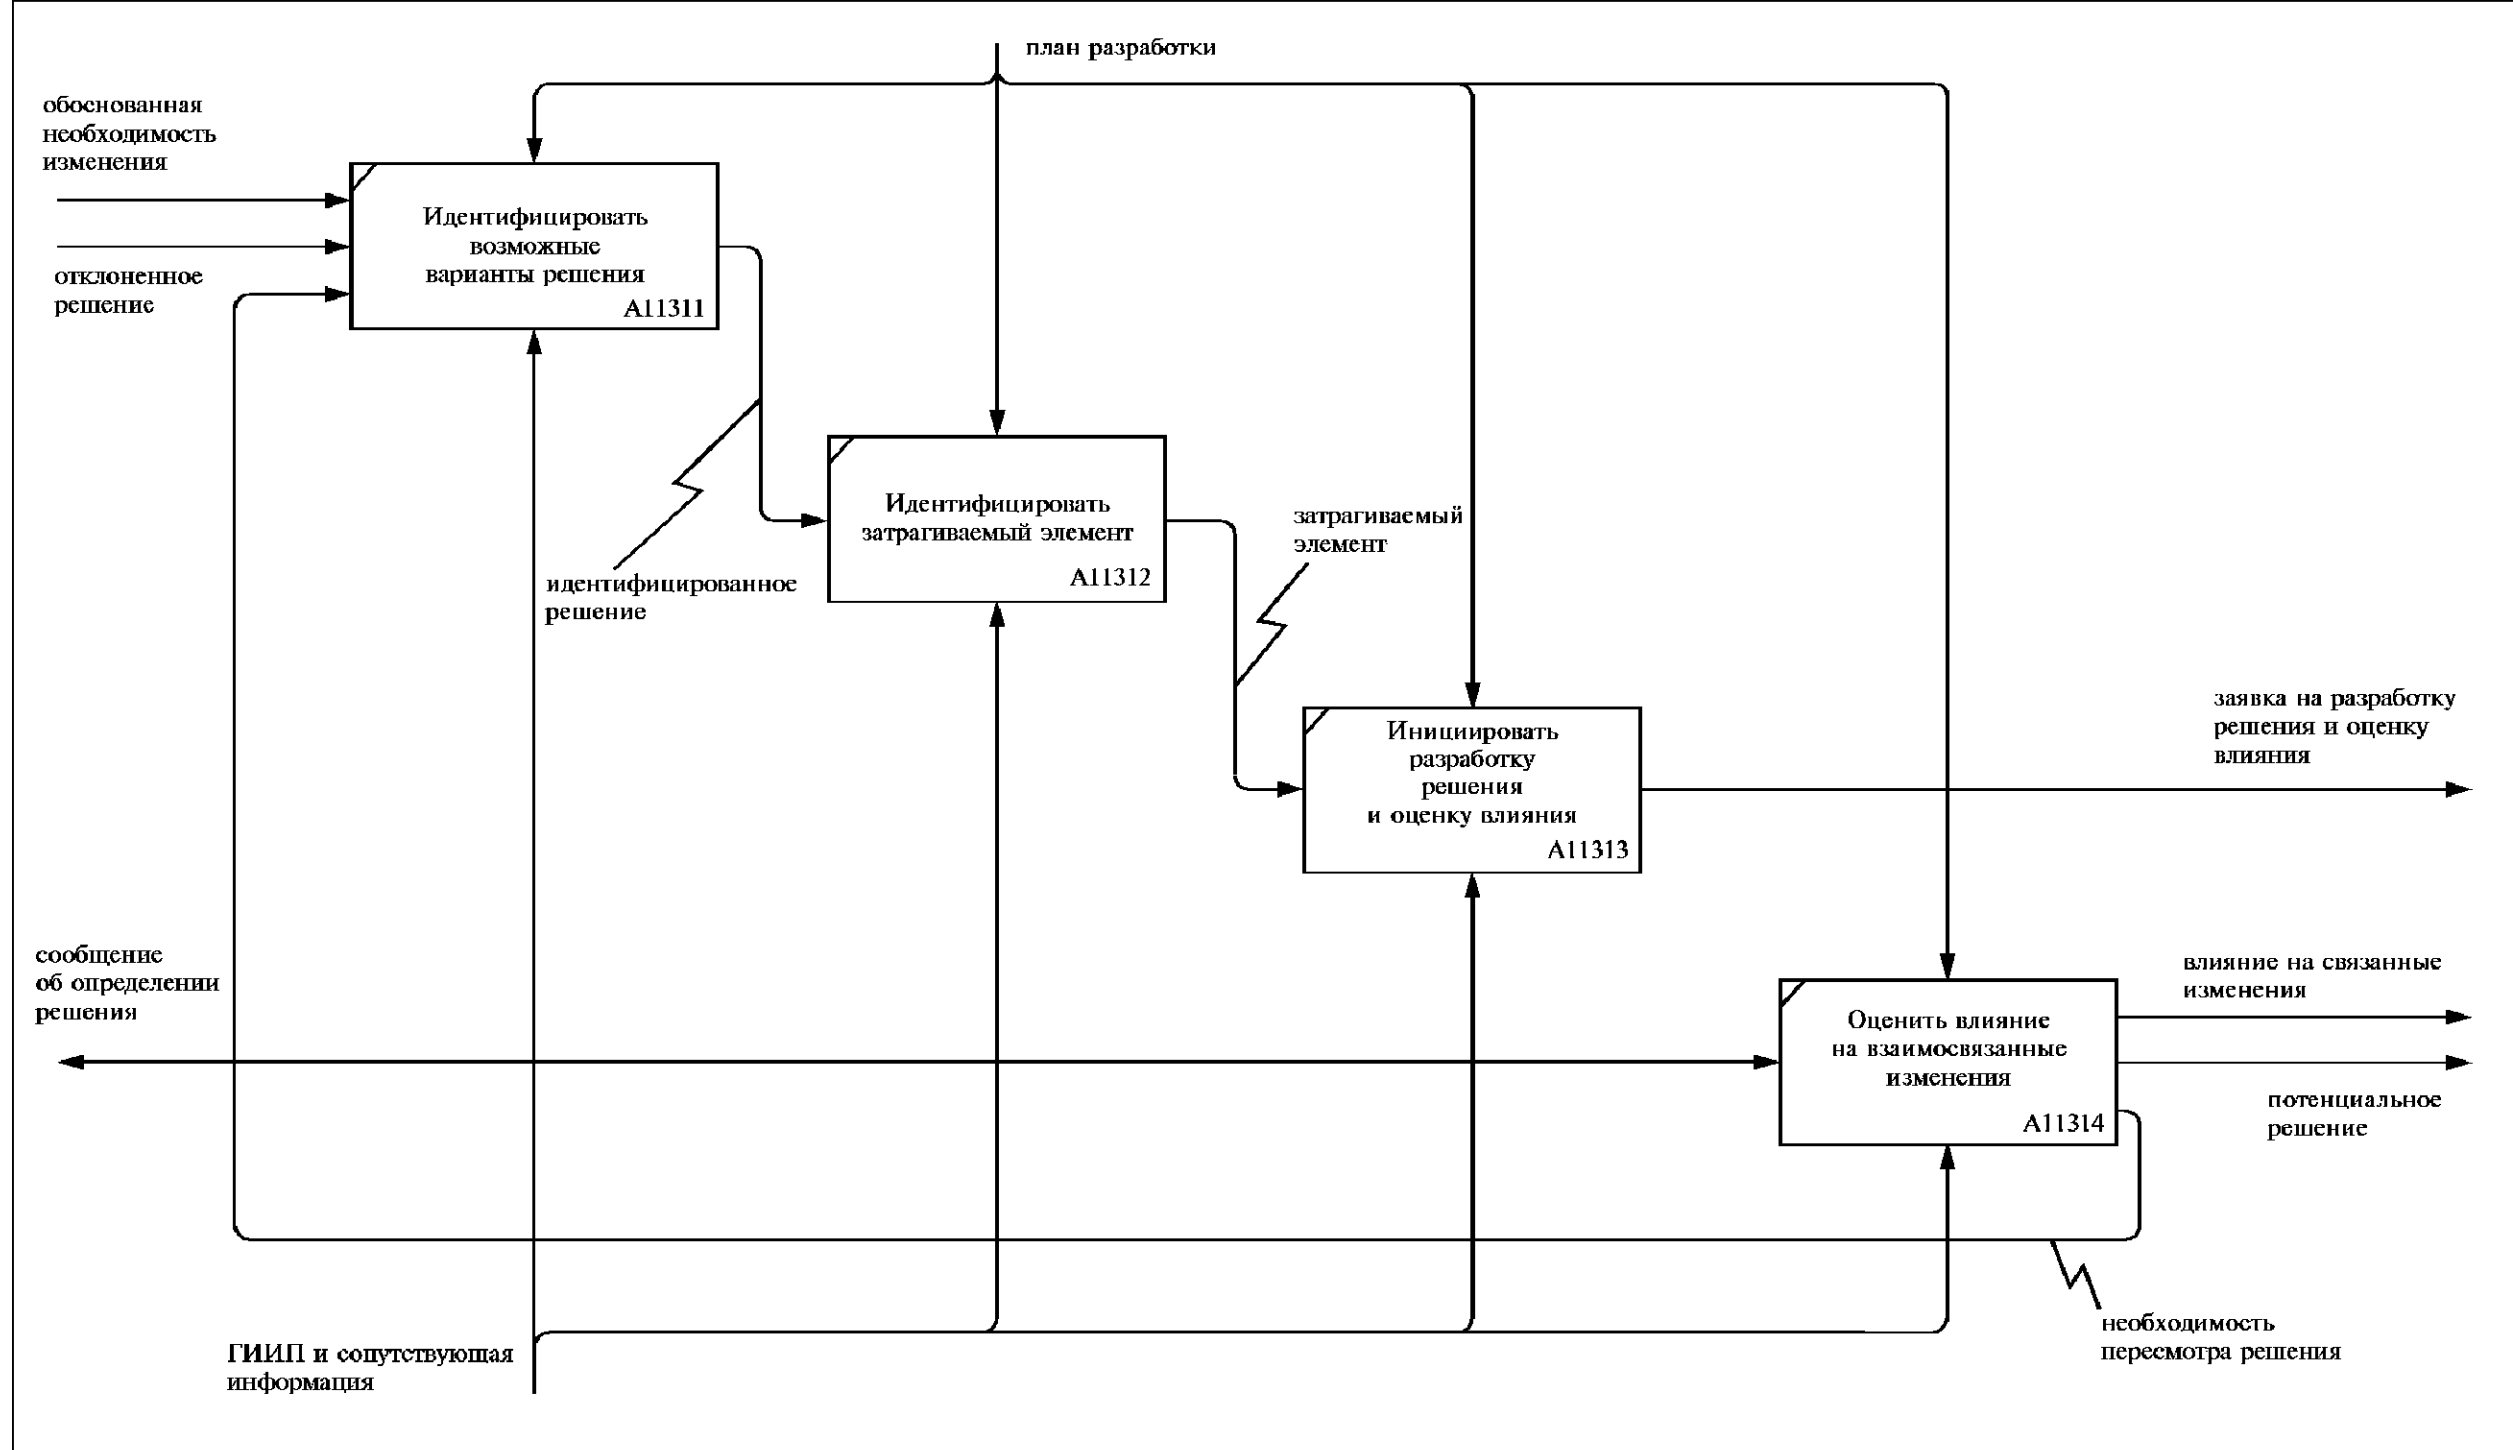 план разработки
обоснованная
необходимость
изменения
отклоненное
решение
Идентифицировать
возможные
варианты решения
А11311
идентифицированное
решение
Идентифицировать
затрагиваемый элемент
А11312
затрагиваемый
элемент
Инициировать
разработку
решения
и оценку влияния
А11313
заявка на разработку
решения и оценку
влияния
сообщение
об определении
решения
Оценить влияние
на взаимосвязанные
изменения
А11314
влияние на связанные
изменения
потенциальное
решение
необходимость
пересмотра решения
ГИИП и сопутствующая
информация